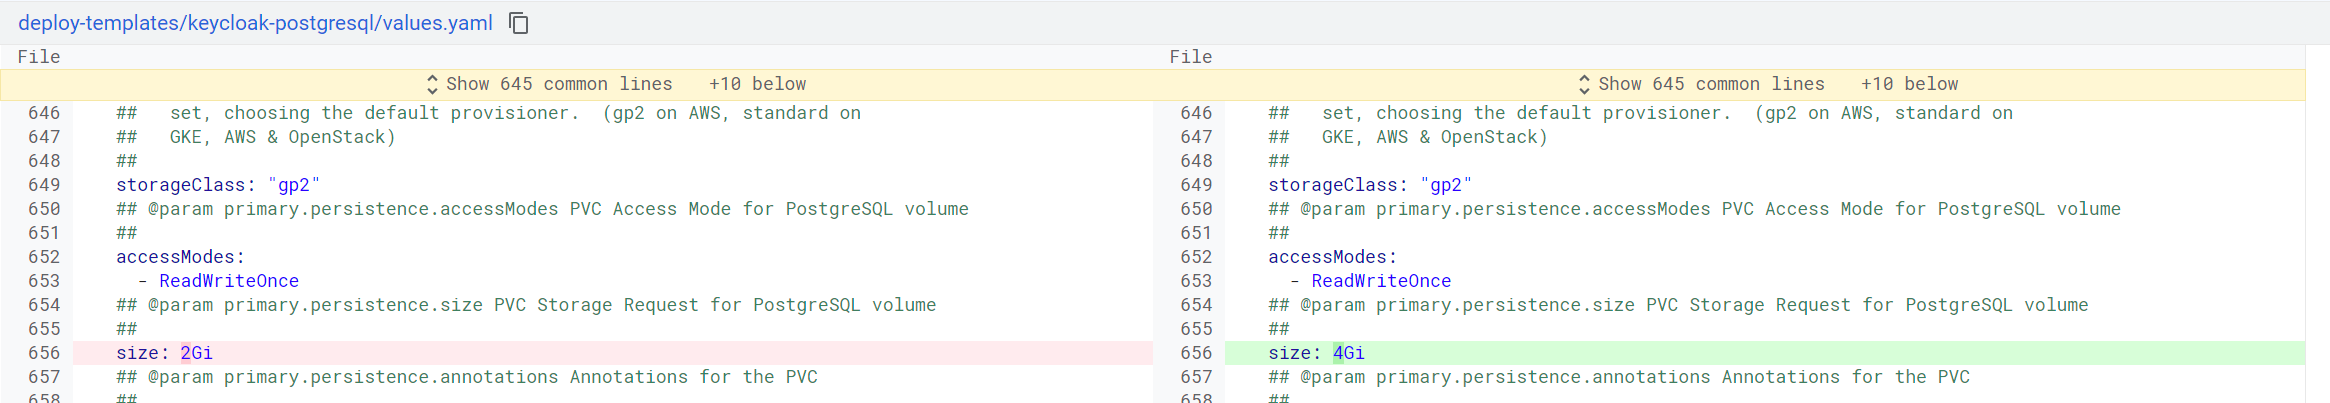 deploy-templates/keycloak-postgresql/values.yaml
File
Show 645 common lines +10 below
646 ## set, choosing the default provisioner. (gp2 on AWS, standard on
647 ## GKE, AWS & OpenStack)
648 ##
649 storageClass: "gp2"
650 ## @param primary.persistence.accessModes PVC Access Mode for PostgreSQL volume
651 ##
652 accessModes:
653 - ReadWriteOnce
654 ## @param primary.persistence.size PVC Storage Request for PostgreSQL volume
655 ##
656 size: 2Gi
657 ## @param primary.persistence.annotations Annotations for the PVC
658 ##
File
Show 645 common lines +10 below
646 ## set, choosing the default provisioner. (gp2 on AWS, standard on
647 ## GKE, AWS & OpenStack)
648 ##
649 storageClass: "gp2"
650 ## @param primary.persistence.accessModes PVC Access Mode for PostgreSQL volume
651 ##
652 accessModes:
653 - ReadWriteOnce
654 ## @param primary.persistence.size PVC Storage Request for PostgreSQL volume
655 ##
656 size: 4Gi
657 ## @param primary.persistence.annotations Annotations for the PVC
658 ##